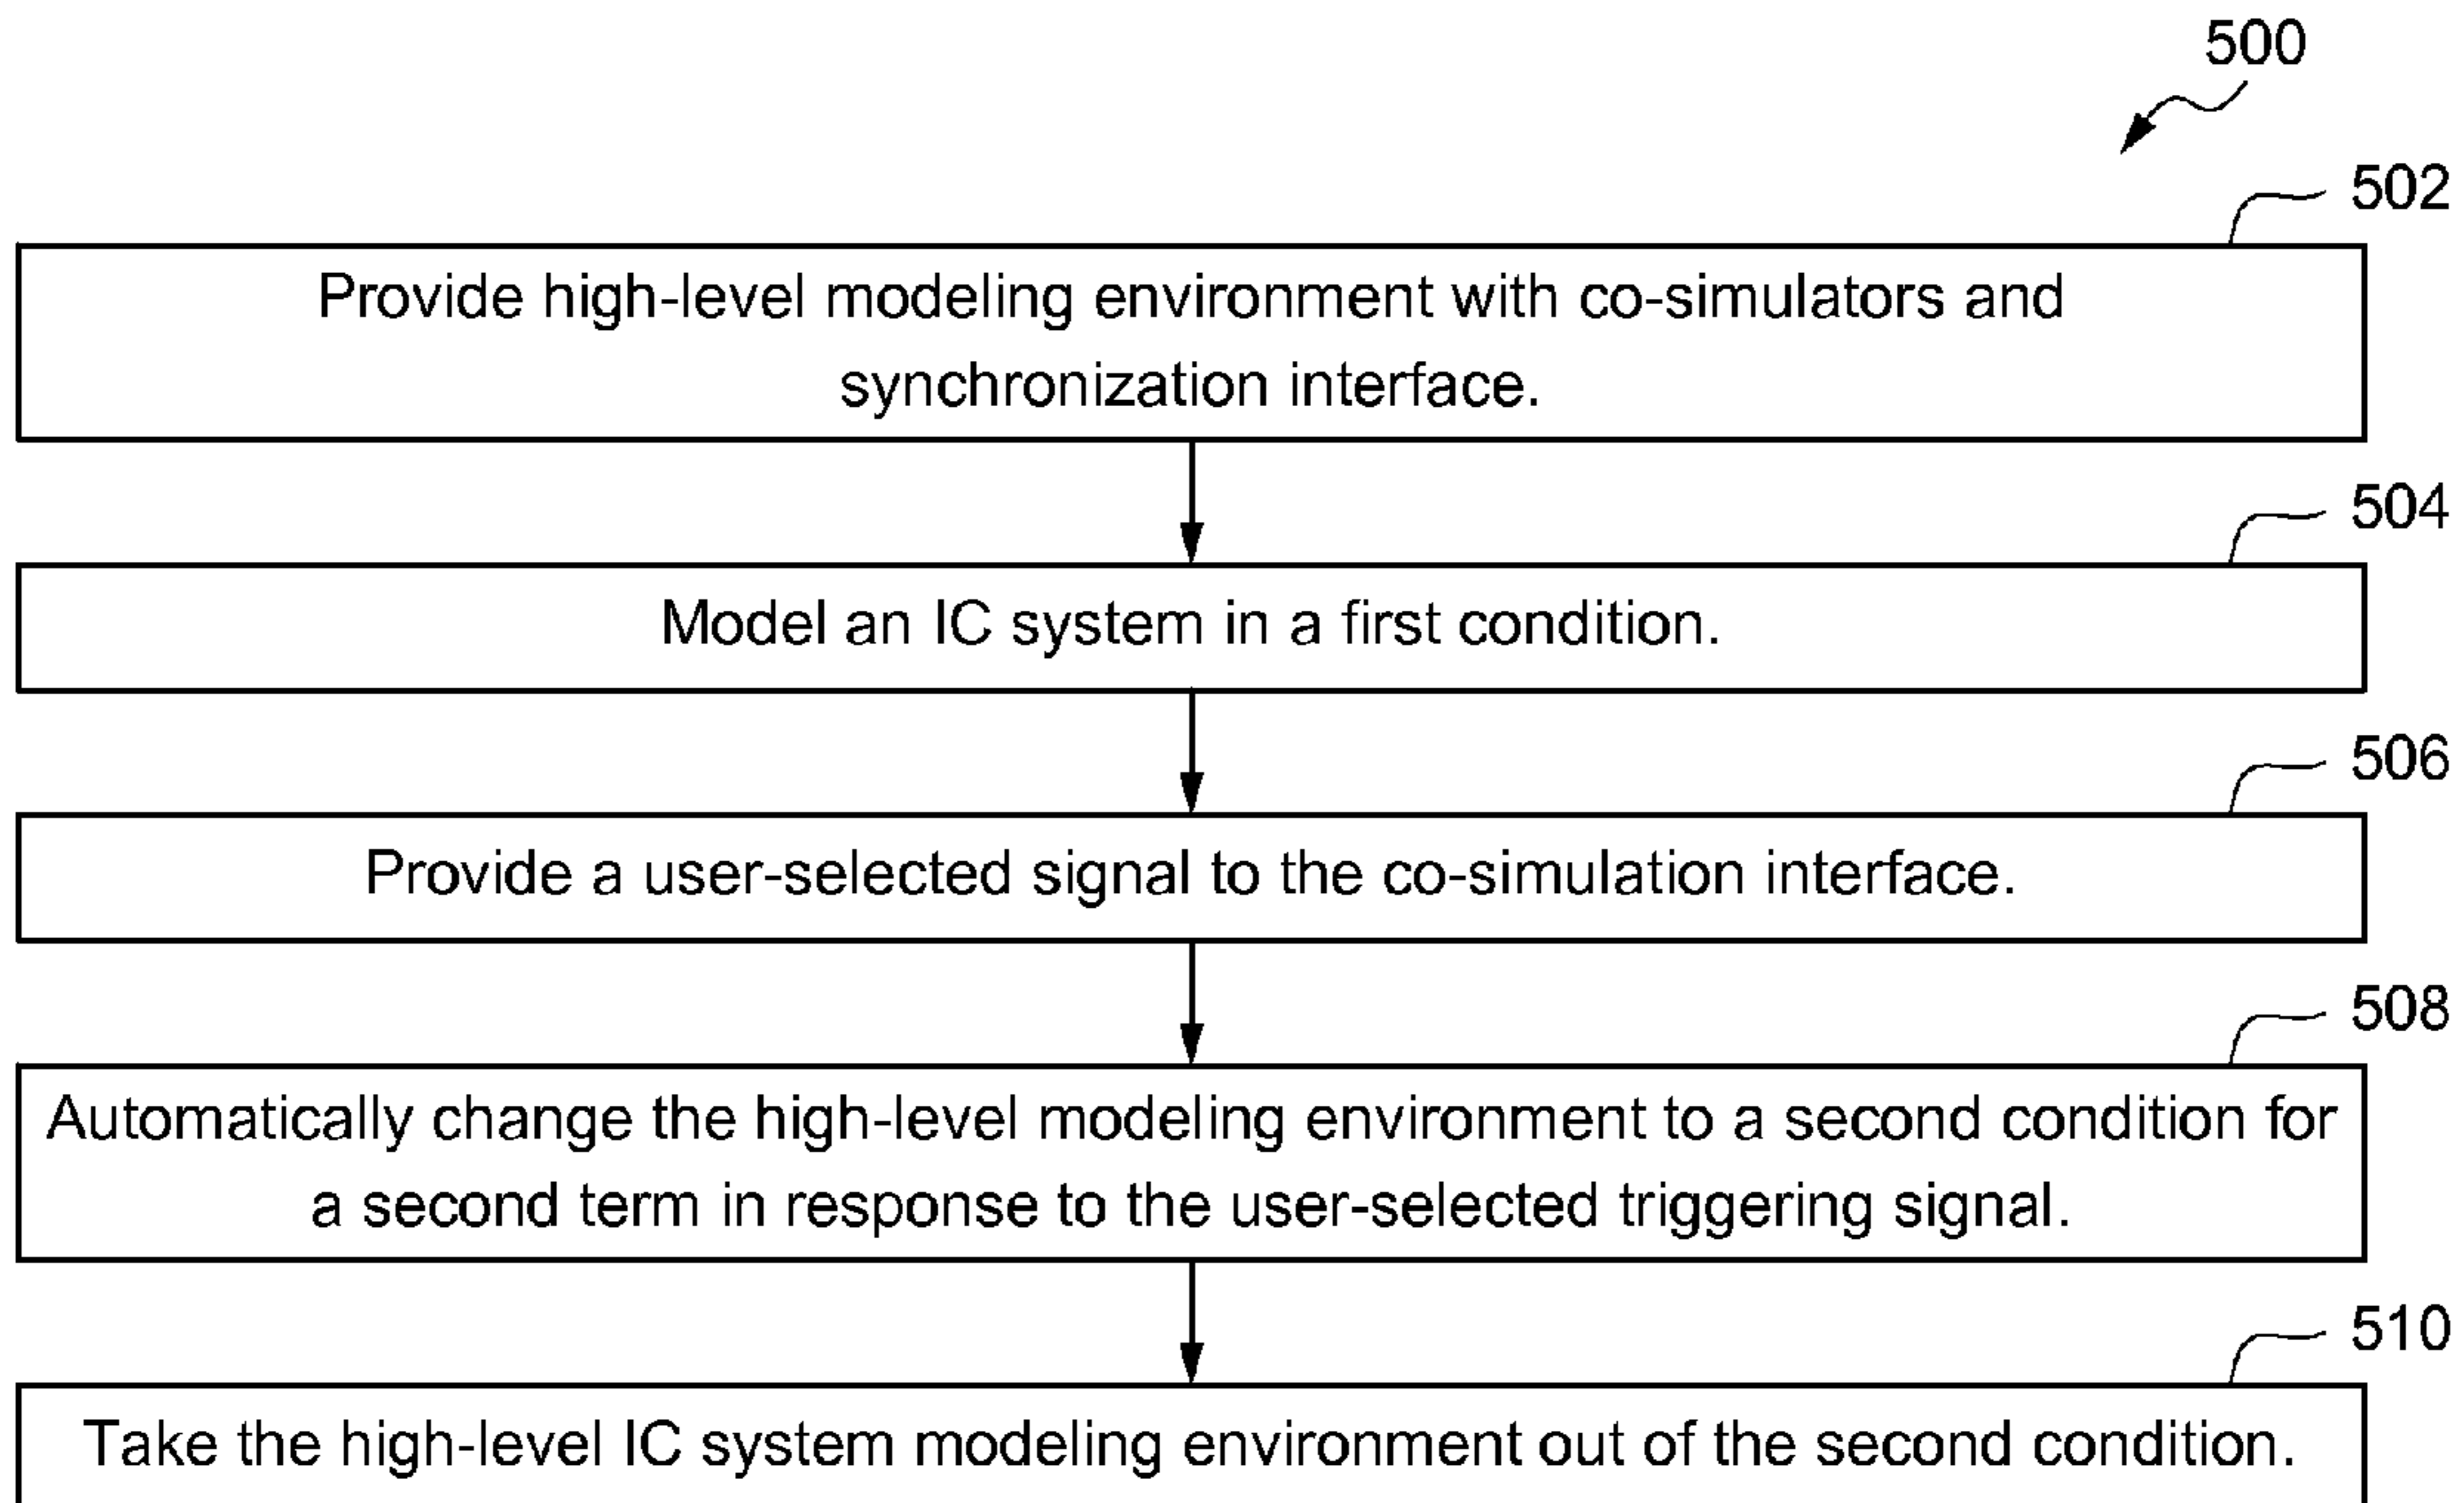 500
502
Provide high-level modeling environment with co-simulators and
synchronization interface.
504
Model an IC system in a first condition.
506
Provide a user-selected signal to the co-simulation interface.
508
Automatically change the high-level modeling environment to a second condition for
a second term in response to the user-selected triggering signal.
510
Take the high-level IC system modeling environment out of the second condition.